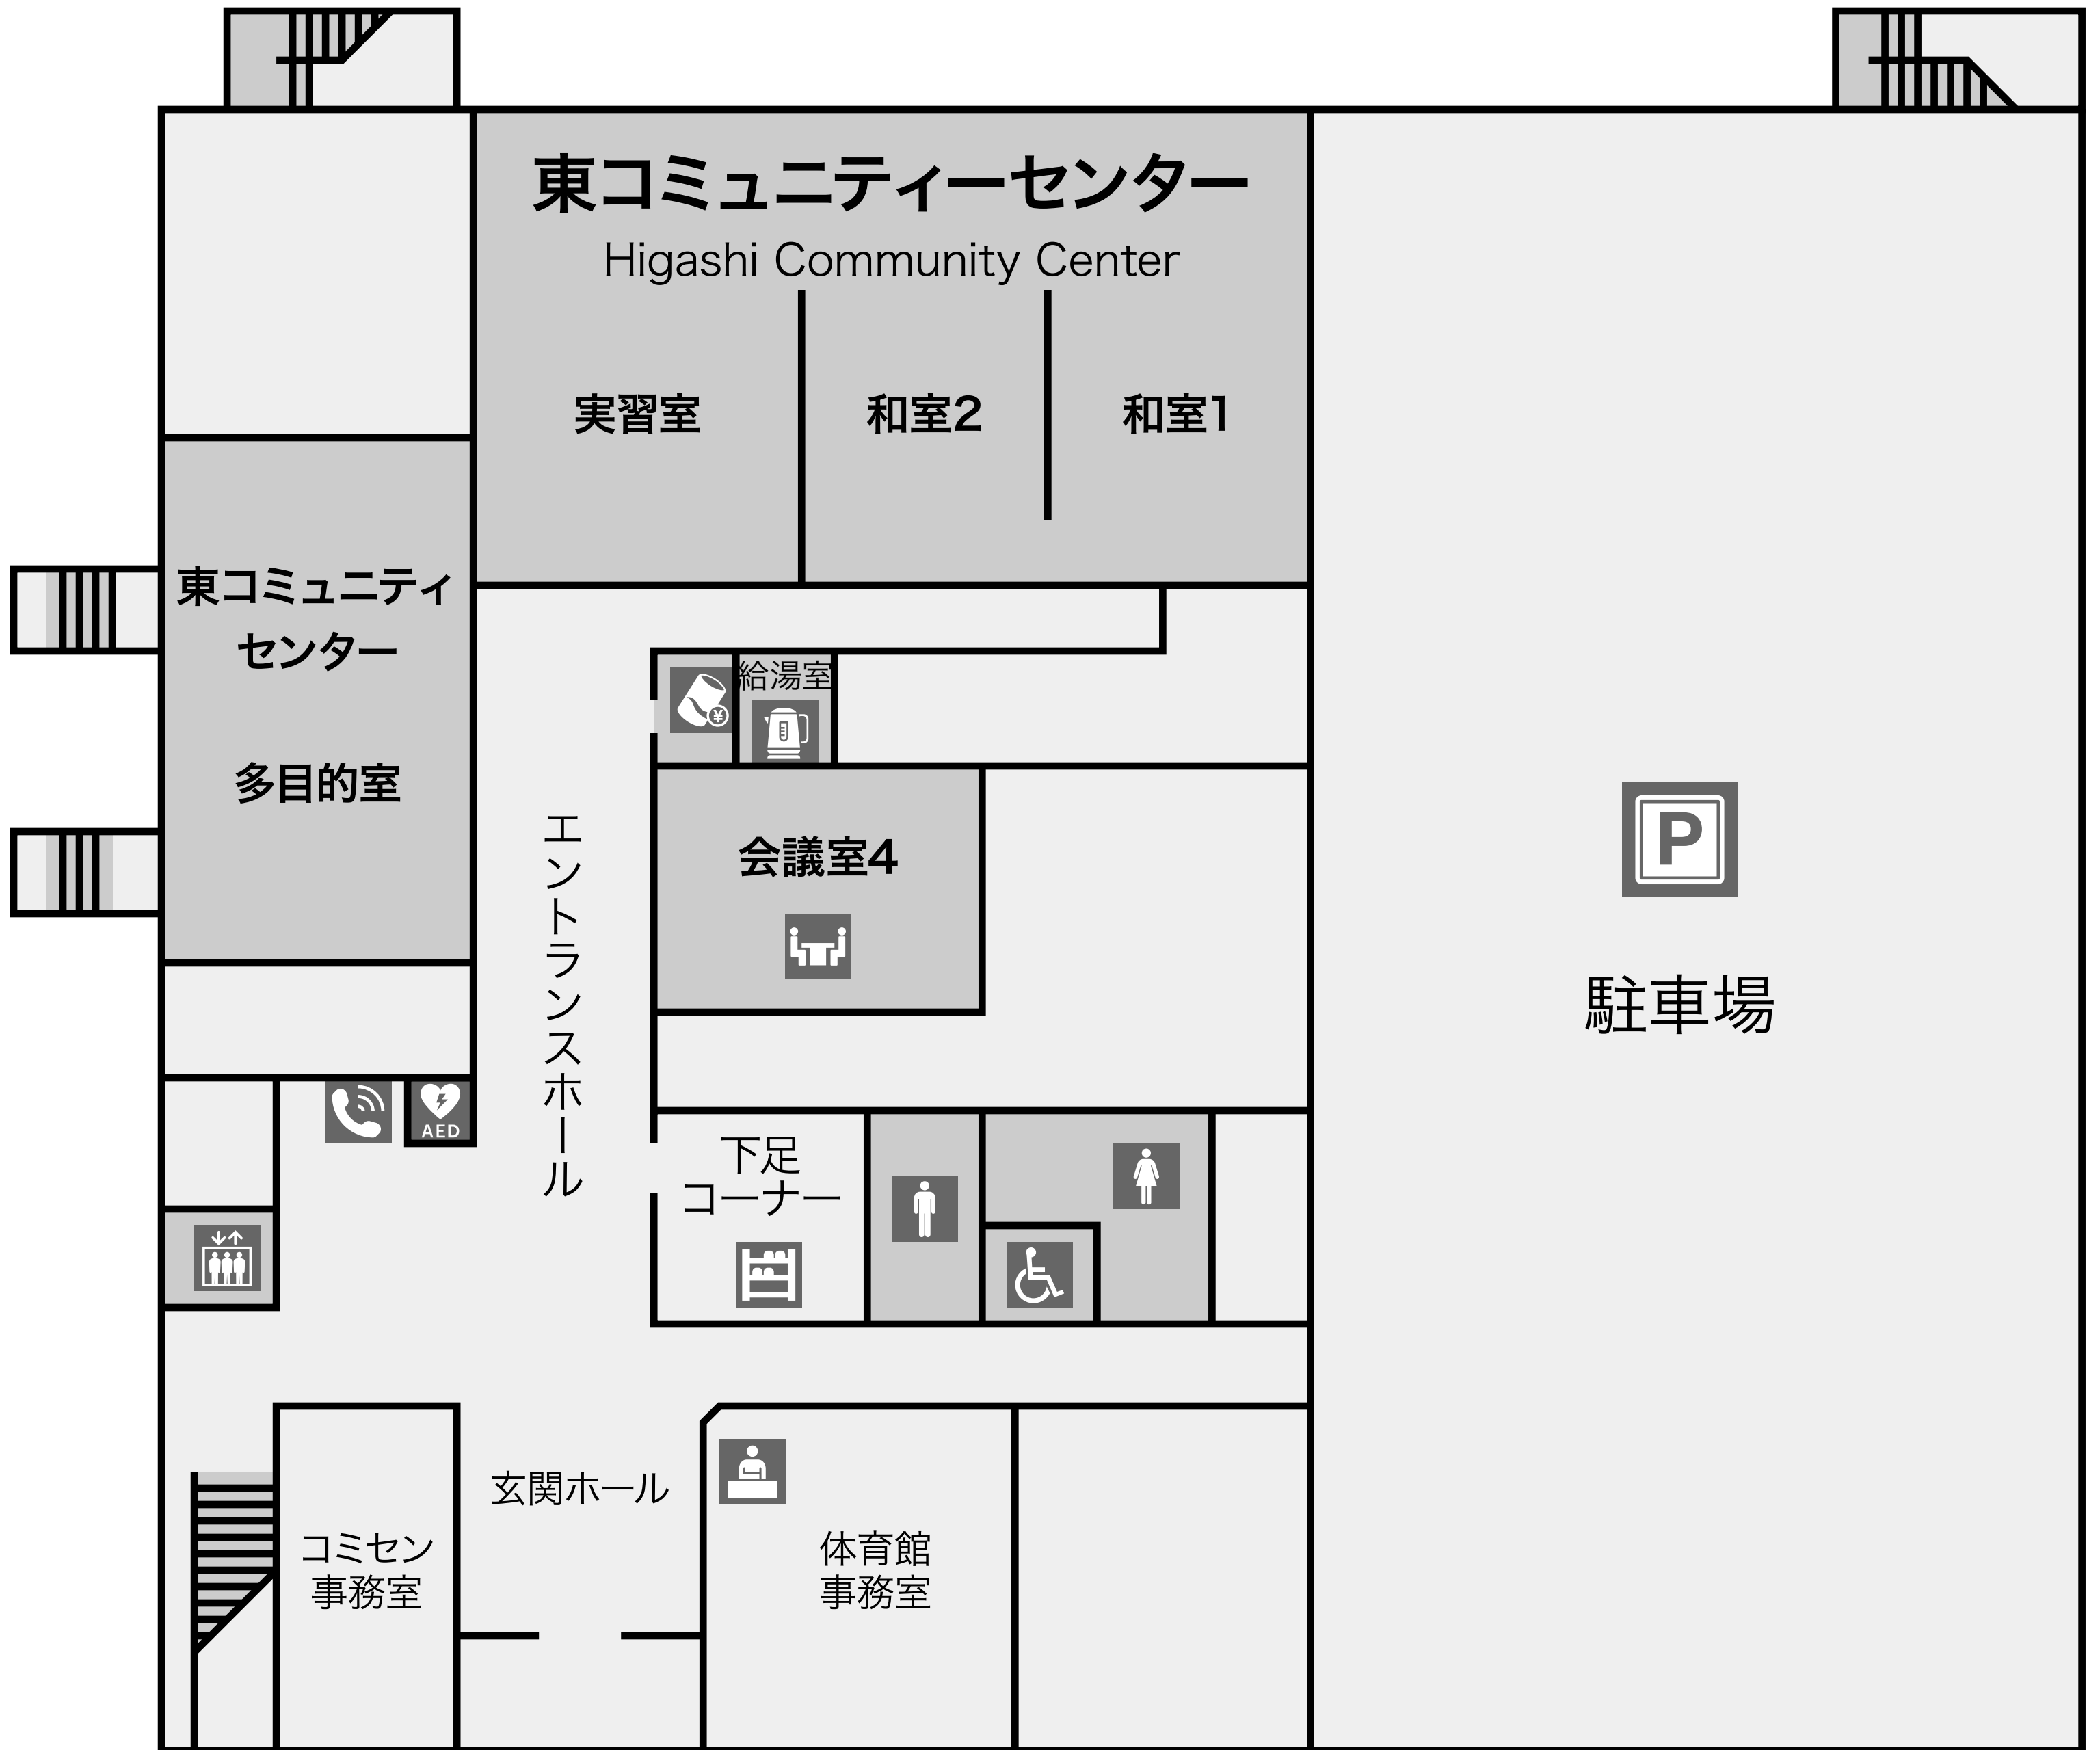 東コミュニティーセンター
Higashi Community Center
実習室
和室2
和室1
東コミュニティ
センター
多目的室
給湯室
¥
エントランスホール
会議室4
P
駐車場
AED
下足
コーナー
玄関ホール
コミセン
事務室
体育館
事務室